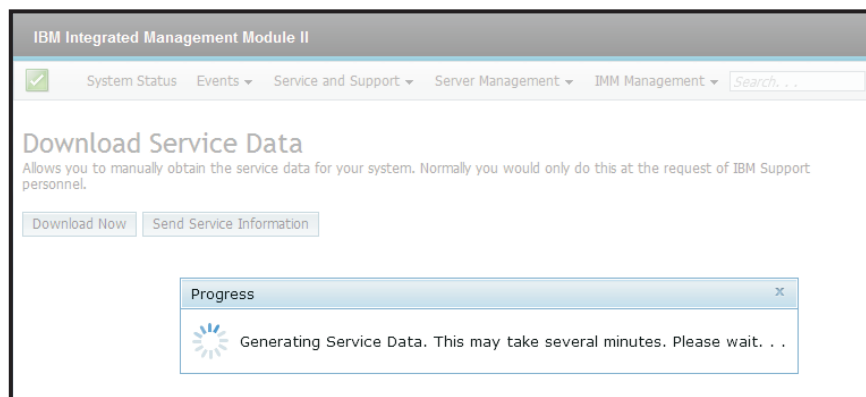 IBM Integrated Management Module II
System Status Events Service and Support Server Management IMM Management Search. . .
Download Service Data
Allows you to manually obtain the service data for your system. Normally you would only do this at the request of IBM Support
personnel.
Download Now Send Service Information
Progress x
Generating Service Data. This may take several minutes. Please wait. . .